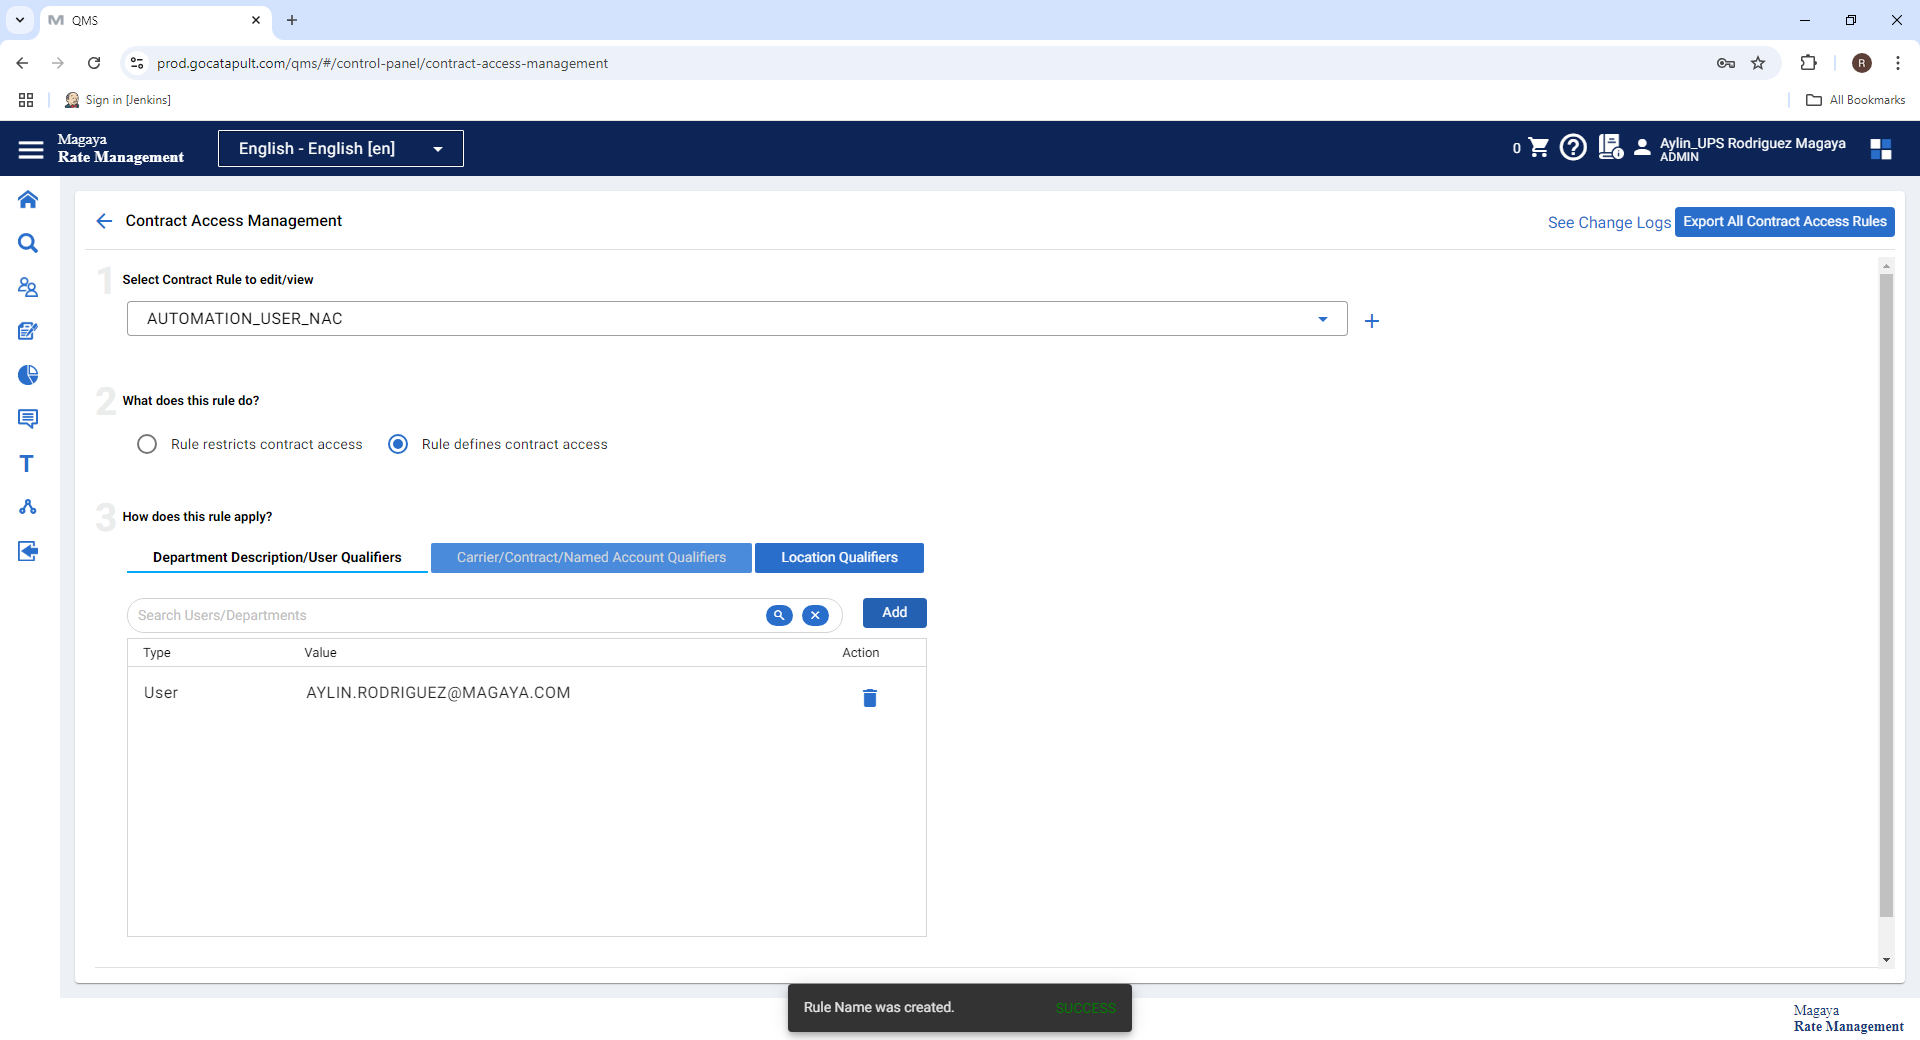 QMS
prod.gocatapult.com/qms/#/control-panel/contract-access-management
R
Sign in [Jenkins]
All Bookmarks
Magaya
Rate Management
English - English [en]
0
Aylin_UPS Rodriguez Magaya
ADMIN
Contract Access Management
See Change Logs
Export All Contract Access Rules
1
Select Contract Rule to edit/view
AUTOMATION_USER_NAC
2
What does this rule do?
Rule restricts contract access
Rule defines contract access
T
3
How does this rule apply?
Department Description/User Qualifiers
Carrier/Contract/Named Account Qualifiers
Location Qualifiers
Search Users/Departments
Add
Type
Value
Action
User
AYLIN.RODRIGUEZ@MAGAYA.COM
Rule Name was created.
SUCCESS
Magaya
Rate Management